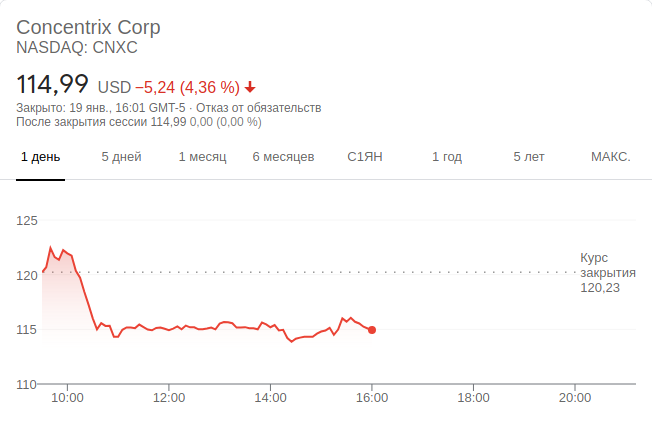 Concentrix Corp
NASDAQ: CNXC
114,99 USD −5,24 (4,36 %)
Закрыто: 19 янв., 16:01 GMT-5 · Отказ от обязательств
После закрытия сессии 114,99 0,00 (0,00 %)
1 день 5 дней 1 месяц 6 месяцев С1ЯН 1 год 5 лет МАКС.
125
Курс
закрытия
120,23
120
115
110
10:00 12:00 14:00 16:00 18:00 20:00